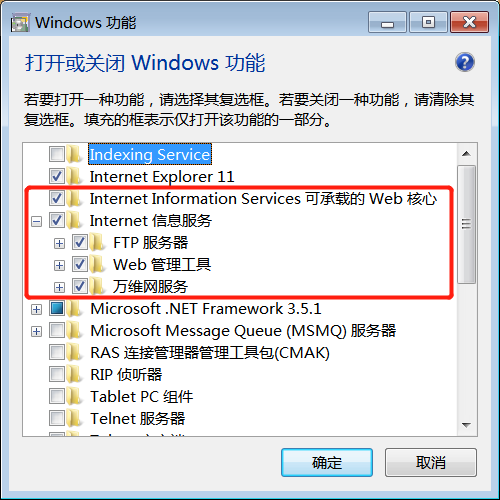 Windows 功能
打开或关闭 Windows 功能
若要打开一种功能，请选择其复选框。若要关闭一种功能，请清除其
复选框。填充的框表示仅打开该功能的一部分。
Indexing Service
Internet Explorer 11
Internet Information Services 可承载的 Web 核心
Internet 信息服务
FTP 服务器
Web 管理工具
万维网服务
Microsoft .NET Framework 3.5.1
Microsoft Message Queue (MSMQ) 服务器
RAS 连接管理器管理工具包(CMAK)
RIP 侦听器
Tablet PC 组件
Telnet 服务器
确定
取消